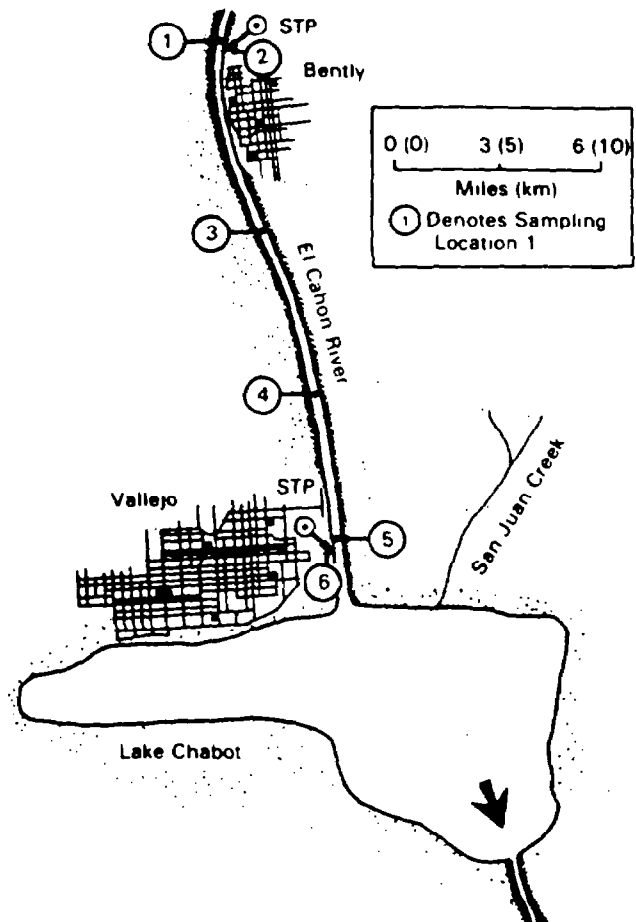 1
STP
2
Bently
0 (0) 3 (5) 6 (10)
Miles (km)
1 Denotes Sampling
Location 1
3
El Cahon River
4
San Juan Creek
Vallejo
STP
5
6
Lake Chabot